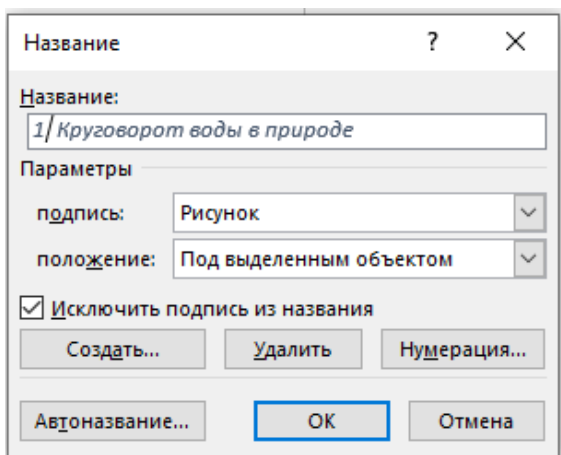 Название ?
Название:
1 Круговорот воды в природе
Параметры
подпись: Рисунок
положение: Под выделенным объектом
Исключить подпись из названия
Создать... Удалить Нумерация...
Автоназвание... ОК Отмена